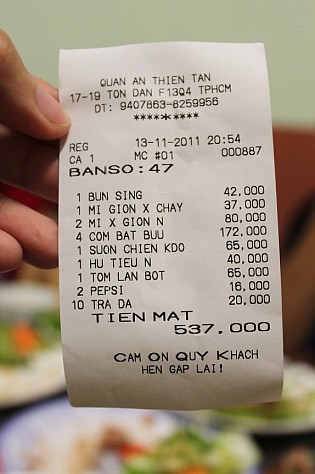 QUAN AN THIEN TAN
17-19 TON DAN F13Q4 TPHCM
DT: 9407863-8259956
*********
REG 13-11-2011 20:54
CA 1 MC #01 000887
BANSO:47
1 BUN SING 42,000
1 MI GION X CHAY 37,000
2 MI X GION N 80,000
4 COM BAT BUU 172,000
1 SUON CHIEN KDO 65,000
1 HU TIEU N 40,000
1 TOM LAN BOT 65,000
2 PEPSI 16,000
10 TRA DA 20,000
TIEN MAT
537,000
CAM ON QUY KHACH
HEN GAP LAI!